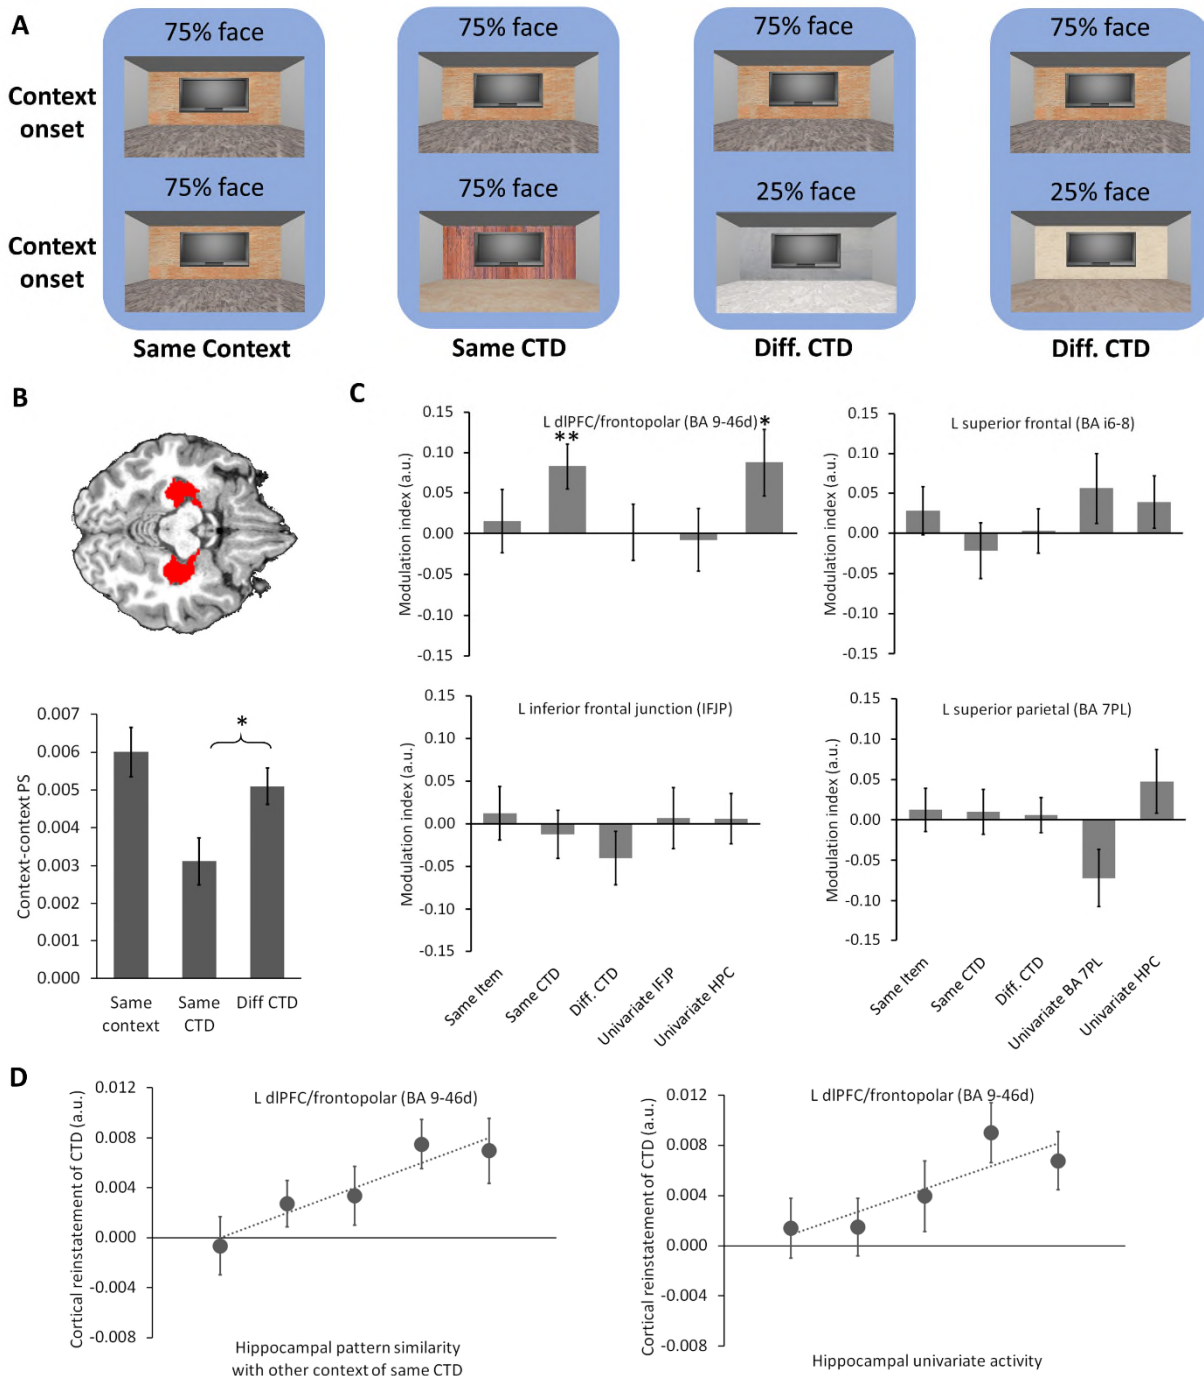 A
75% face
75% face
75% face
75% face
Context
onset
75% face
75% face
25% face
25% face
Context
onset
Same Context
Same CTD
Diff. CTD
Diff. CTD
B
Context-context PS
0.007
0.006
0.005
0.004
0.003
0.002
0.001
0.000
*
Same
context
Same
CTD
Diff CTD
C
L dlPFC/frontopolar (BA 9-46d)
Modulation index (a.u.)
0.15
0.10
0.05
0.00
-0.05
-0.10
-0.15
**
*
L superior frontal (BA i6-8)
Modulation index (a.u.)
0.15
0.10
0.05
0.00
-0.05
-0.10
-0.15
L inferior frontal junction (IFJP)
Modulation index (a.u.)
0.15
0.10
0.05
0.00
-0.05
-0.10
-0.15
Same Item
Same CTD
Diff. CTD
Univariate IFJP
Univariate HPC
L superior parietal (BA 7PL)
Modulation index (a.u.)
0.15
0.10
0.05
0.00
-0.05
-0.10
-0.15
Same Item
Same CTD
Diff. CTD
Univariate BA 7PL
Univariate HPC
D
L dlPFC/frontopolar (BA 9-46d)
Cortical reinstatement of CTD (a.u.)
0.012
0.008
0.004
0.000
-0.004
-0.008
Hippocampal pattern similarity
with other context of same CTD
L dlPFC/frontopolar (BA 9-46d)
Cortical reinstatement of CTD (a.u.)
0.012
0.008
0.004
0.000
-0.004
-0.008
Hippocampal univariate activity